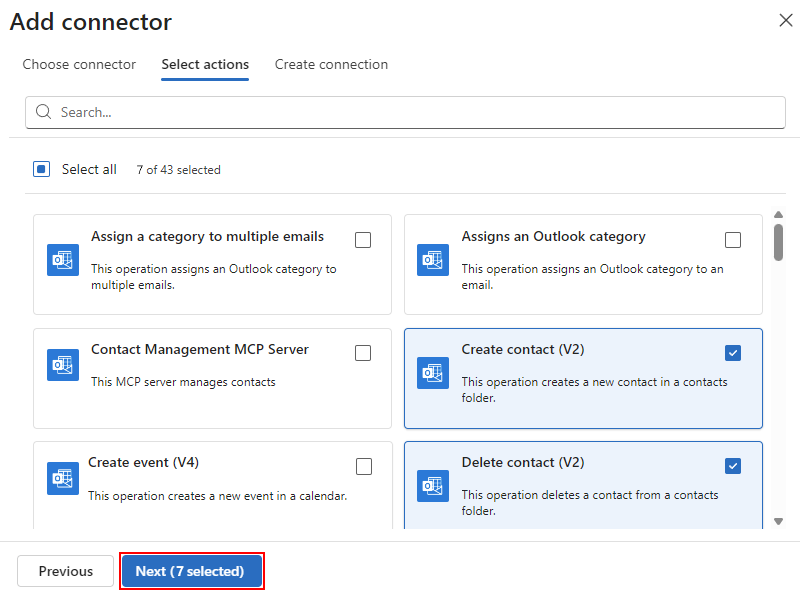 Add connector
Choose connector Select actions Create connection
Search...
Select all 7 of 43 selected
Assign a category to multiple emails
This operation assigns an Outlook category to
multiple emails.
Assigns an Outlook category
This operation assigns an Outlook category to an
email.
Contact Management MCP Server
This MCP server manages contacts
Create contact (V2)
This operation creates a new contact in a contacts
folder.
Create event (V4)
This operation creates a new event in a calendar.
Delete contact (V2)
This operation deletes a contact from a contacts
folder.
Previous Next (7 selected)